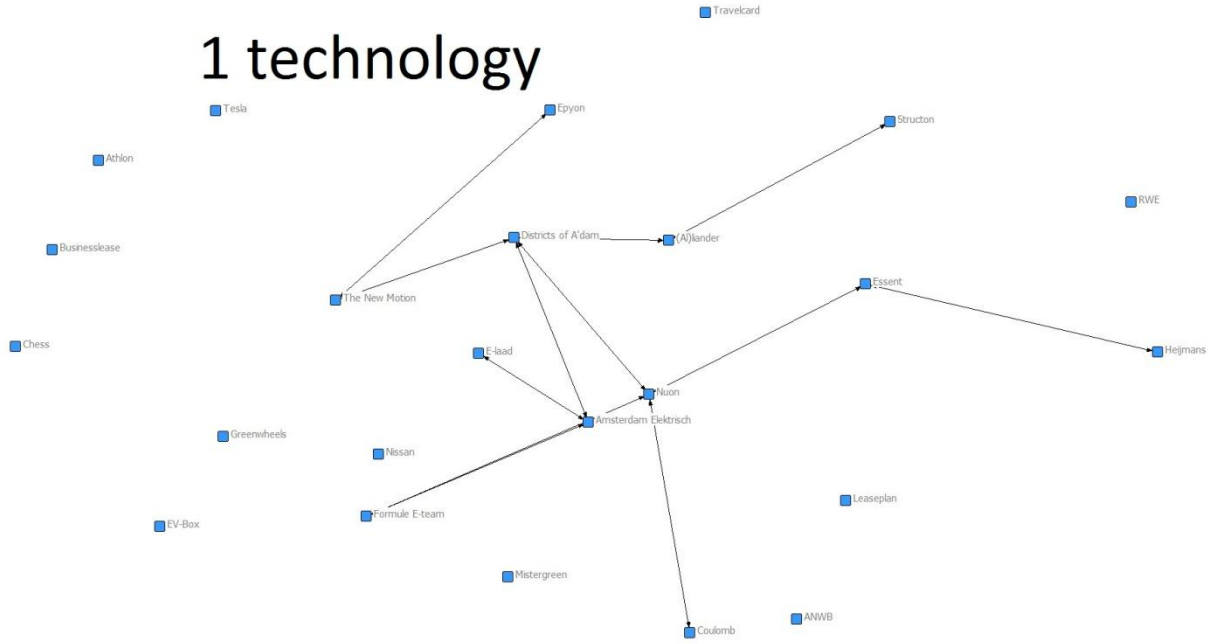 Travelcard
1 technology
Tesla
Epyon
Structon
Athlon
RWE
Districts of A'dam
(Al)liander
Businesslease
Essent
The New Motion
Chess
E-laad
Heijmans
Nuon
Amsterdam Elektrisch
Greenwheels
Nissan
Leaseplan
Formule E-team
EV-Box
Mistergreen
ANWB
Coulomb